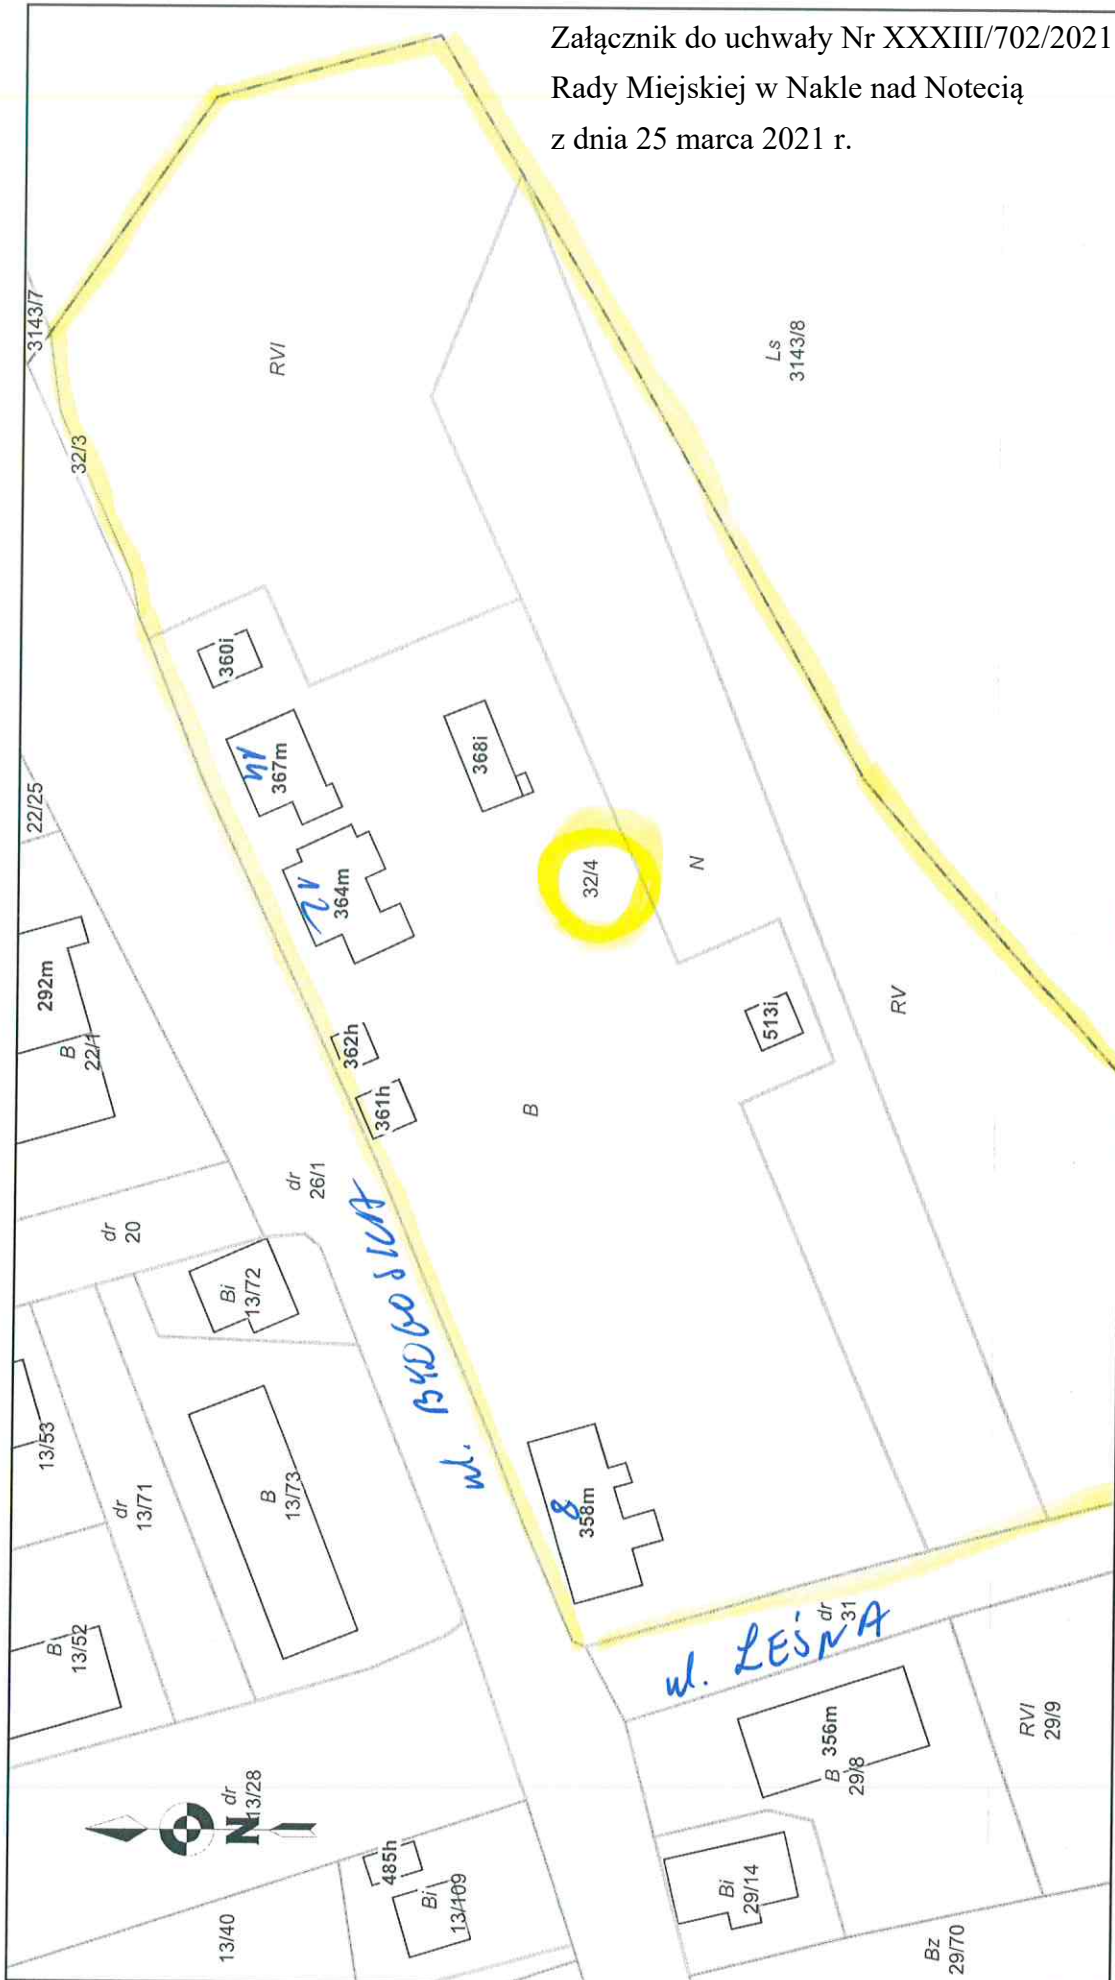 Załącznik do uchwały Nr XXXIII/702/2021
Rady Miejskiej w Nakle nad Notecią
z dnia 25 marca 2021 r.
3143/7
32/3
RVI
Ls
3143/8
360i
367m
368i
22/25
364m
32/4
N
292m
B
22/1
362h
361h
513i
RV
B
dr
26/1
dr
20
Bi
13/72
ul. BYDGOSKA
13/53
dr
13/71
B
13/73
8
358m
B
13/52
dr
31
ul. LEŚNA
356m
B
29/8
RVI
29/9
dr
13/28
N
485h
Bi
13/109
13/40
Bi
29/14
Bz
29/70